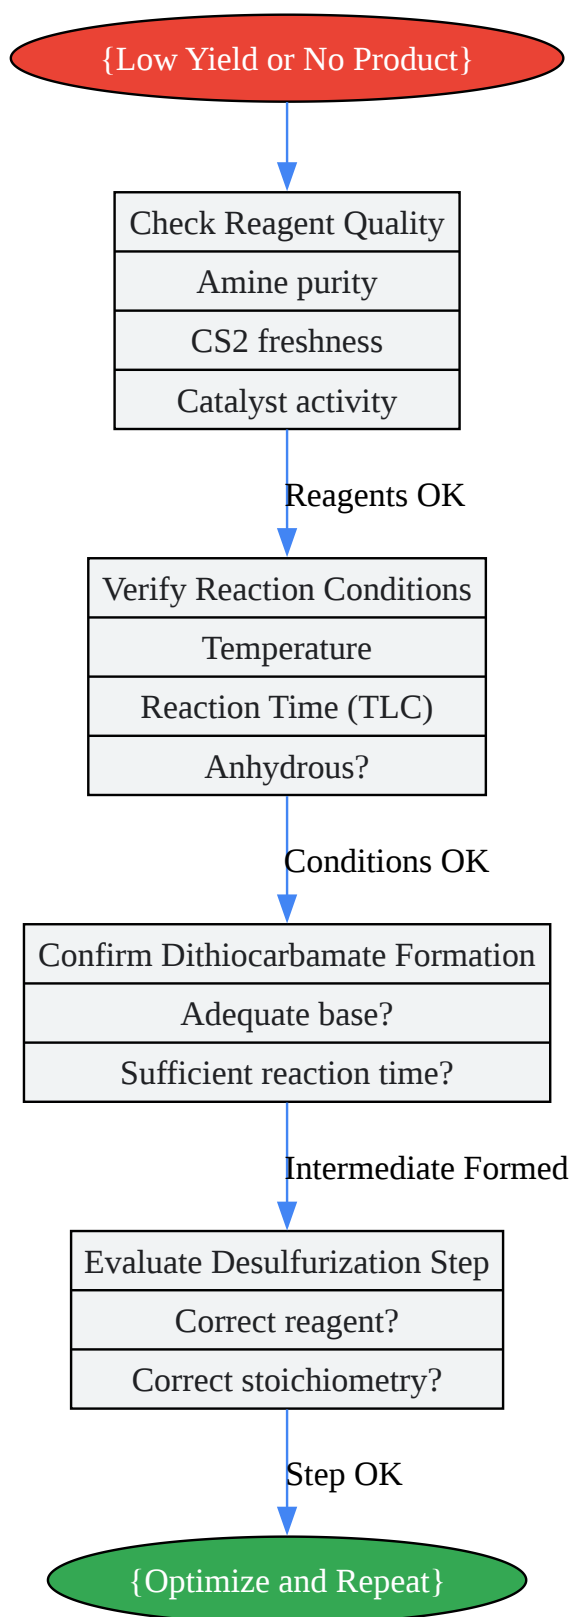 {Low Yield or No Product}
Check Reagent Quality
Amine purity
CS2 freshness
Catalyst activity
Reagents OK
Verify Reaction Conditions
Temperature
Reaction Time (TLC)
Anhydrous?
Conditions OK
Confirm Dithiocarbamate Formation
Adequate base?
Sufficient reaction time?
Intermediate Formed
Evaluate Desulfurization Step
Correct reagent?
Correct stoichiometry?
Step OK
{Optimize and Repeat}